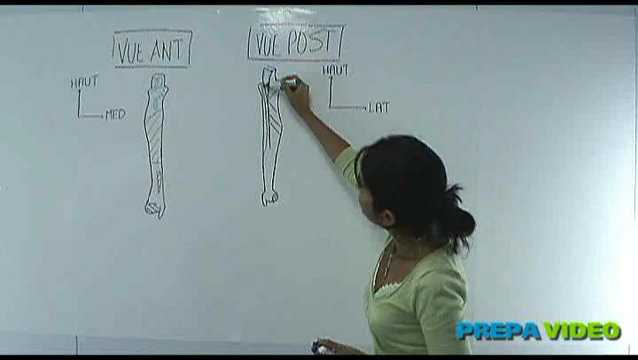 VUE ANT
VUE POST
HAUT
MED
HAUT
LAT
PREPA VIDEO